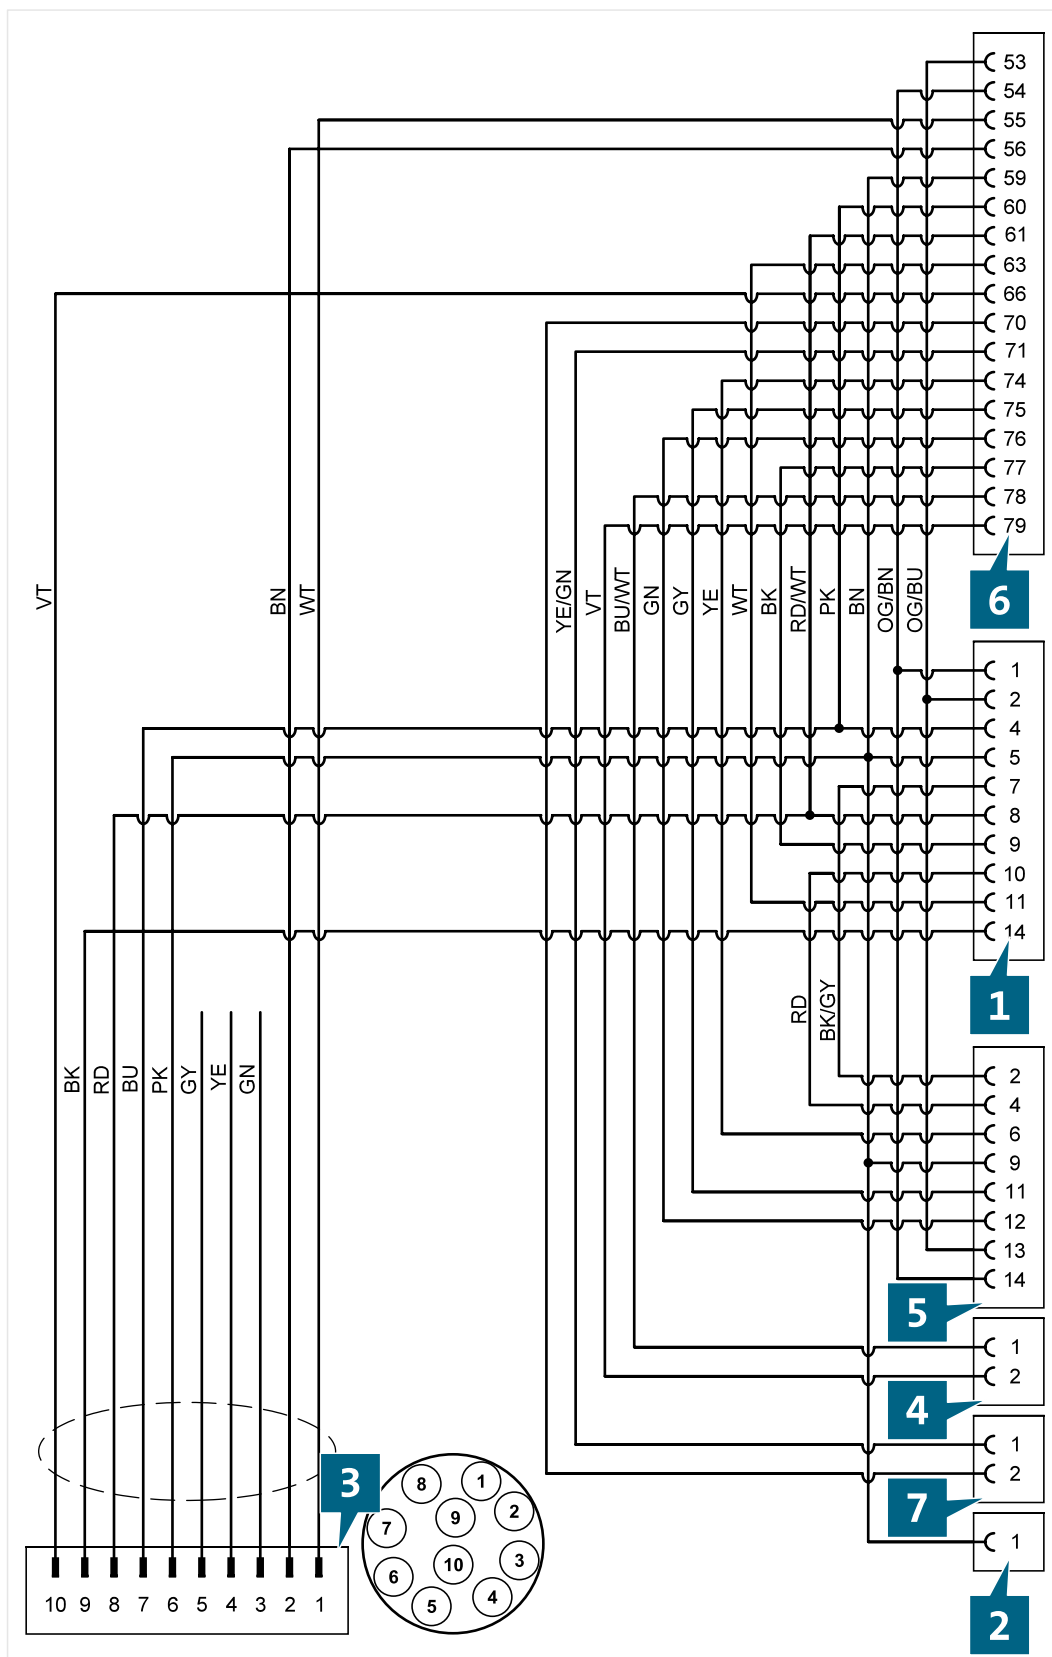 53
54
55
56
59
60
61
63
66
70
71
74
75
76
77
78
79
6
VT
BN
WT
YE/GN
VT
BU/WT
GN
GY
YE
WT
BK
RD/WT
PK
BN
OG/BN
OG/BU
1
2
4
5
7
8
9
10
11
14
1
RD
BK/GY
BK
RD
BU
PK
GY
YE
GN
2
4
6
9
11
12
13
14
5
1
2
4
1
2
7
1
2
3
8
1
2
7
9
10
3
6
5
4
10 9 8 7 6 5 4 3 2 1